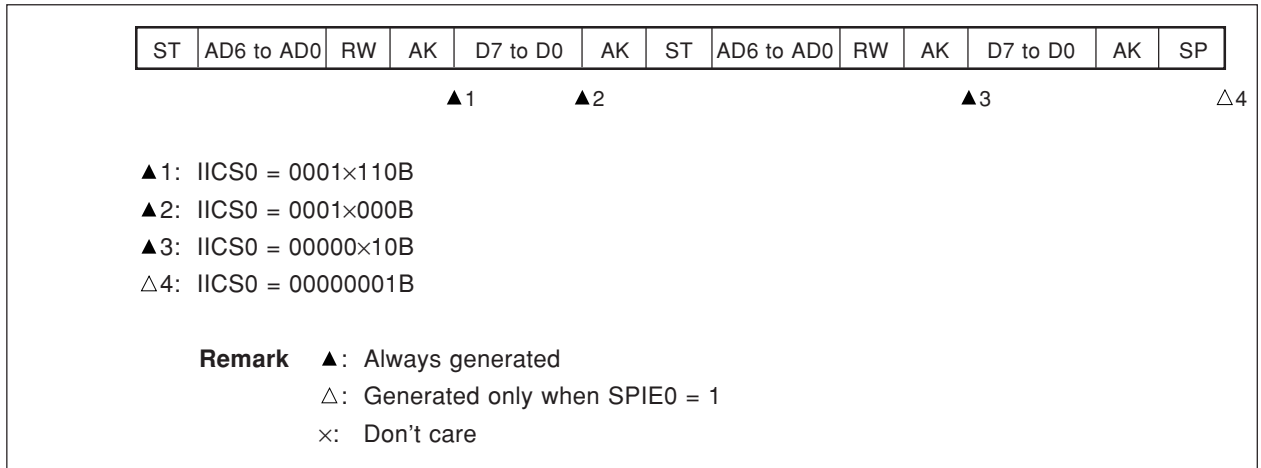 ST AD6 to AD0 RW AK D7 to D0 AK ST AD6 to AD0 RW AK D7 to D0 AK SP
▲1 ▲2 ▲3 △4
▲1: IICS0 = 0001×110B
▲2: IICS0 = 0001×000B
▲3: IICS0 = 00000×10B
△4: IICS0 = 00000001B
Remark ▲: Always generated
△: Generated only when SPIE0 = 1
×: Don't care